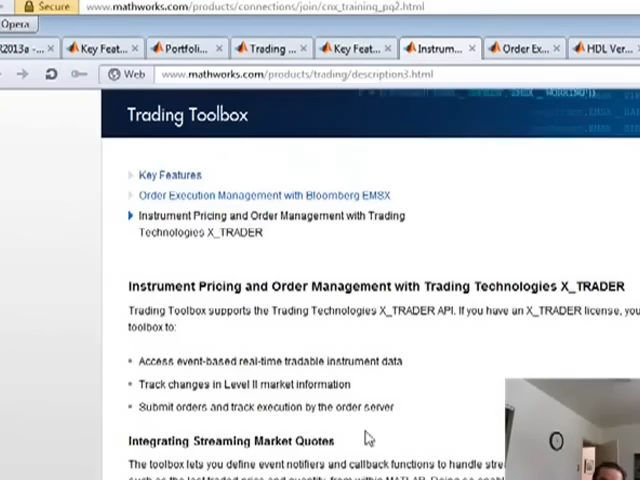 Secure www.mathworks.com/products/connections/join/cnx_training_pq2.html
Opera
R2013a -... Key Feat... Portfoli... Trading ... Key Feat... Instrum... Order Ex... HDL Ver
Web www.mathworks.com/products/trading/description3.html
Trading Toolbox
Key Features
Order Execution Management with Bloomberg EMSX
Instrument Pricing and Order Management with Trading
Technologies X_TRADER
Instrument Pricing and Order Management with Trading Technologies X_TRADER
Trading Toolbox supports the Trading Technologies X_TRADER API. If you have an X_TRADER license, you
toolbox to:
Access event-based real-time tradable instrument data
Track changes in Level II market information
Submit orders and track execution by the order server
Integrating Streaming Market Quotes
The toolbox lets you define event notifiers and callback functions to handle stre